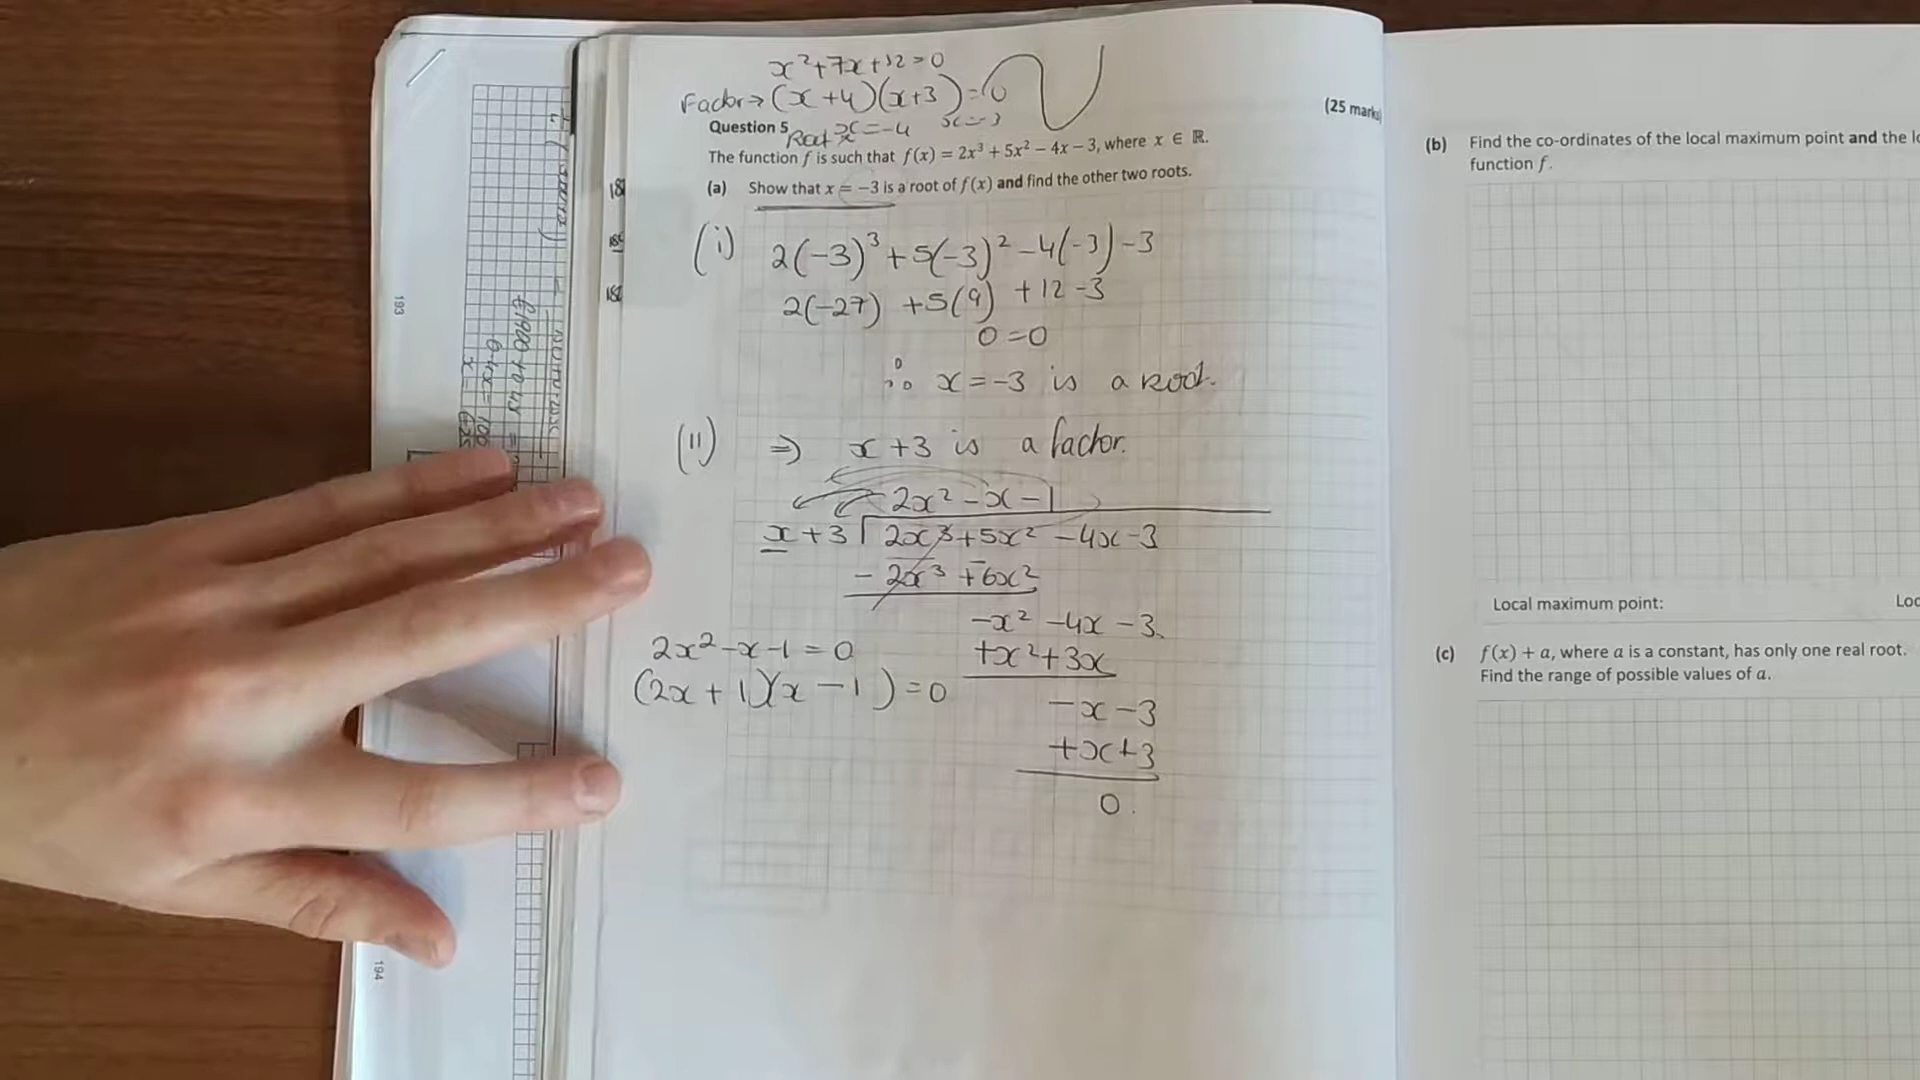 x²+7x+12=0
Factor→(x+4)(x+3)=0
(25 marks)
Question 5
Root x=-4 x=-3
The function f is such that f(x) = 2x³ + 5x² − 4x − 3, where x ∈ ℝ.
(a) Show that x = −3 is a root of f(x) and find the other two roots.
(i) 2(-3)³+5(-3)²-4(-3)-3
2(-27) +5(9) +12-3
0=0
∴ x=-3 is a root.
(ii) ⇒ x+3 is a factor.
2x²-x-1
x+3 2x³+5x²-4x-3
- 2x³ +6x²
-x² -4x -3
+x²+3x
-x-3
+x+3
0.
2x²-x-1=0
(2x+1)(x-1)=0
(b) Find the co-ordinates of the local maximum point and the
function f.
Local maximum point:
(c) f(x) + a, where a is a constant, has only one real root.
Find the range of possible values of a.
193
194